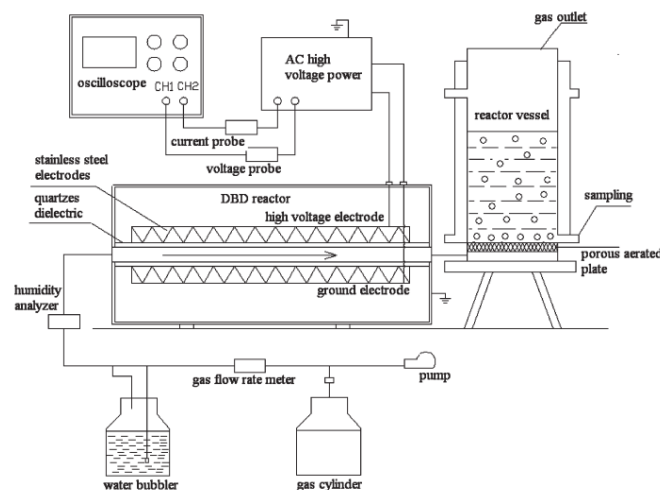 gas outlet
AC high
voltage power
oscilloscope
CH1 CH2
reactor vessel
current probe
voltage probe
stainless steel
electrodes
quartzes
dielectric
DBD reactor
high voltage electrode
sampling
porous aerated
plate
ground electrode
humidity
analyzer
gas flow rate meter
pump
water bubbler
gas cylinder